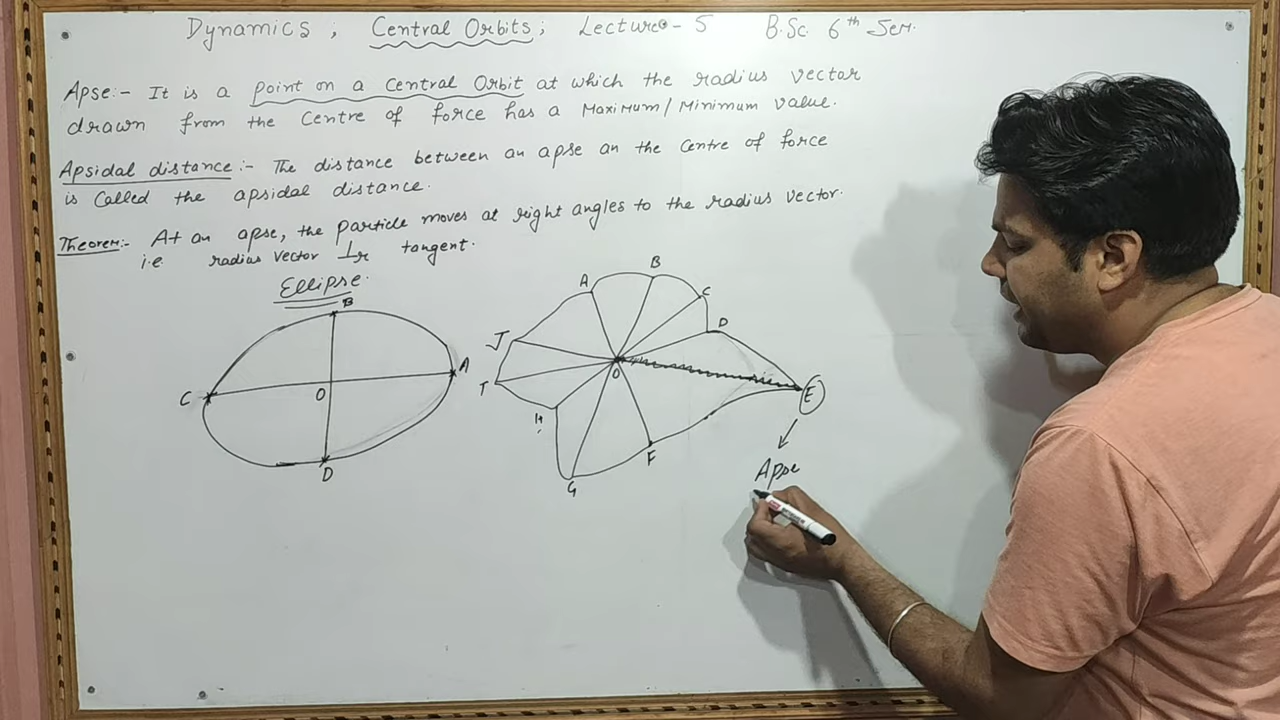 Dynamics ; Central Orbits ; Lecture - 5 B.Sc. 6th Sem.
Apse :- It is a point on a Central Orbit at which the radius vector
drawn from the Centre of force has a Maximum/Minimum value.
Apsidal distance :- The distance between an apse an the Centre of force
is Called the apsidal distance.
Theorem:- At an apse, the particle moves at right angles to the radius vector.
i.e radius vector ⊥r tangent.
Ellipse.
B
C O A
D
A B C
J D
O
I E
H
F
G
Apse